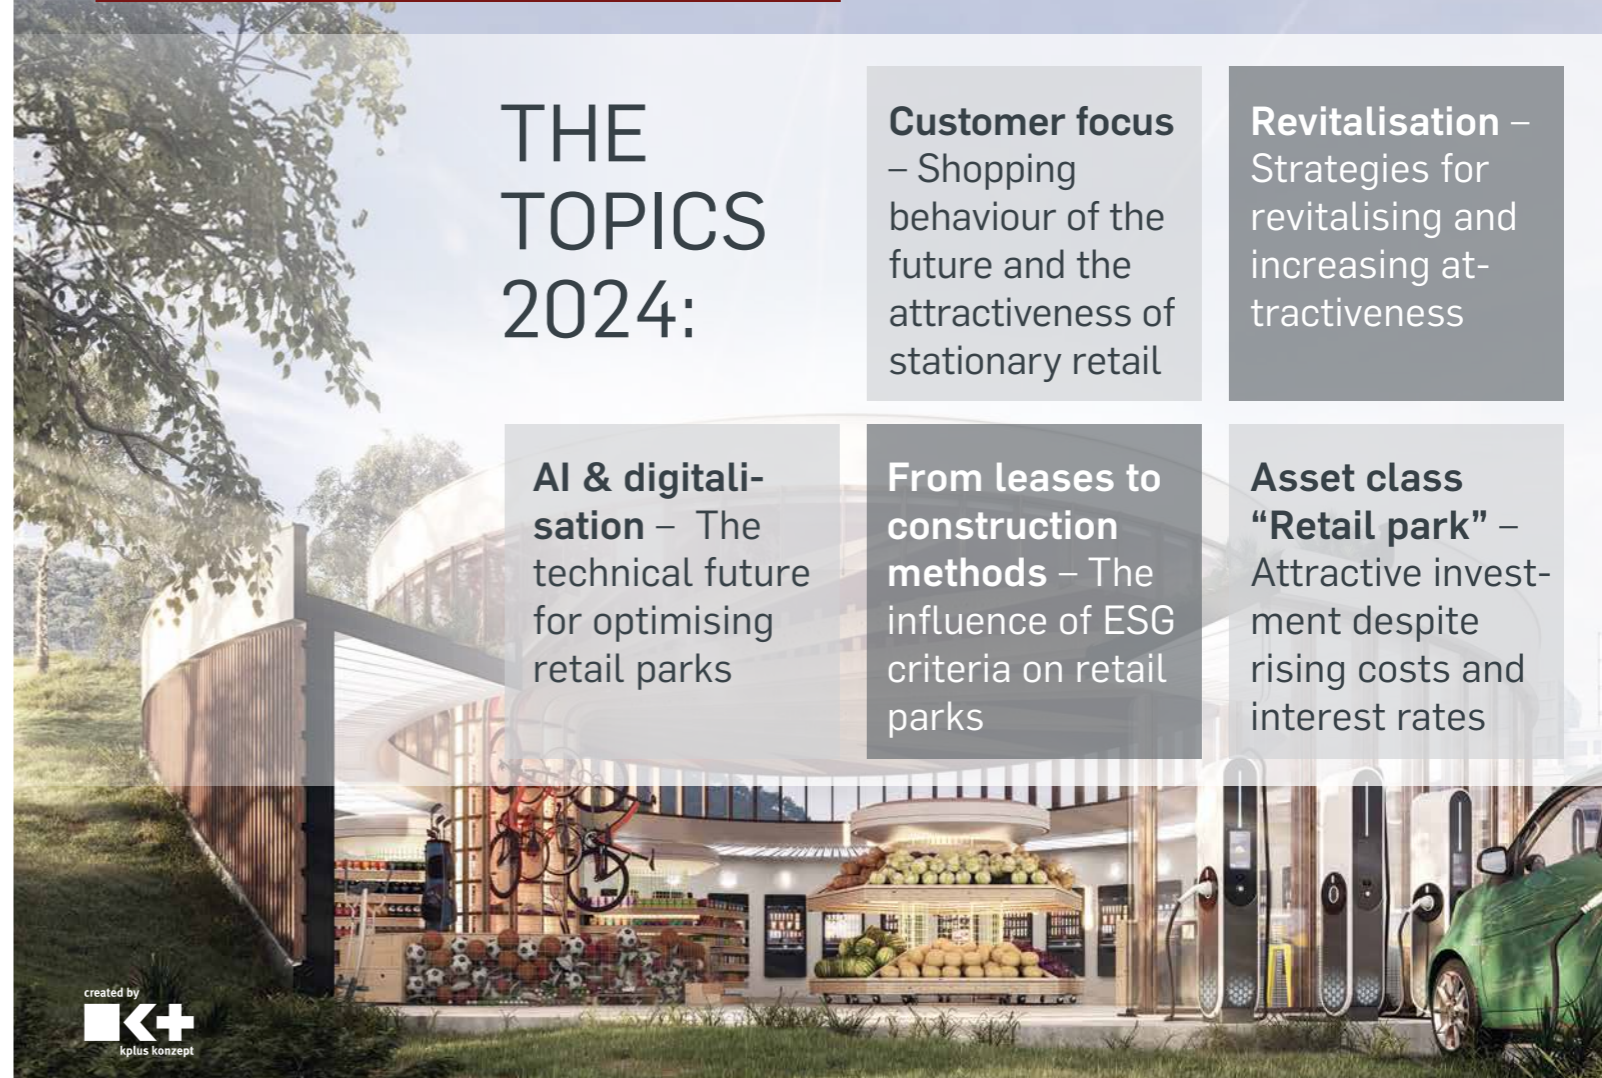 THE
TOPICS
2024:
Customer focus
– Shopping
behaviour of the
future and the
attractiveness of
stationary retail
Revitalisation –
Strategies for
revitalising and
increasing at-
tractiveness
AI & digitali-
sation – The
technical future
for optimising
retail parks
From leases to
construction
methods – The
influence of ESG
criteria on retail
parks
Asset class
“Retail park” –
Attractive invest-
ment despite
rising costs and
interest rates
created by
K+
kplus konzept